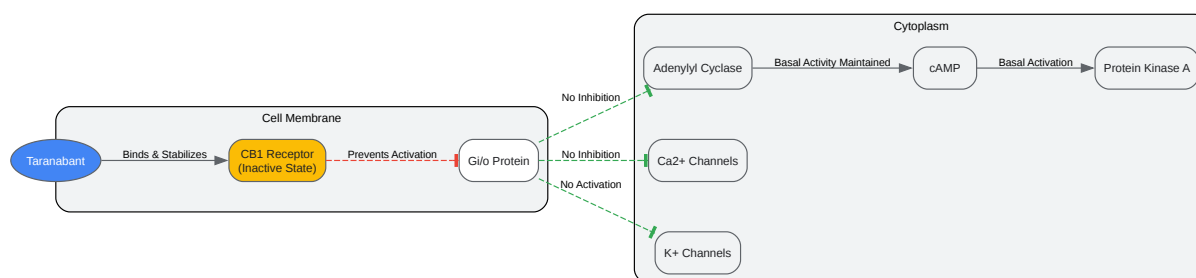 Cytoplasm
Adenylyl Cyclase
Basal Activity Maintained
cAMP
Basal Activation
Protein Kinase A
No Inhibition
Cell Membrane
Taranabant
Binds & Stabilizes
CB1 Receptor
(Inactive State)
Prevents Activation
Gi/o Protein
No Inhibition
Ca2+ Channels
No Activation
K+ Channels